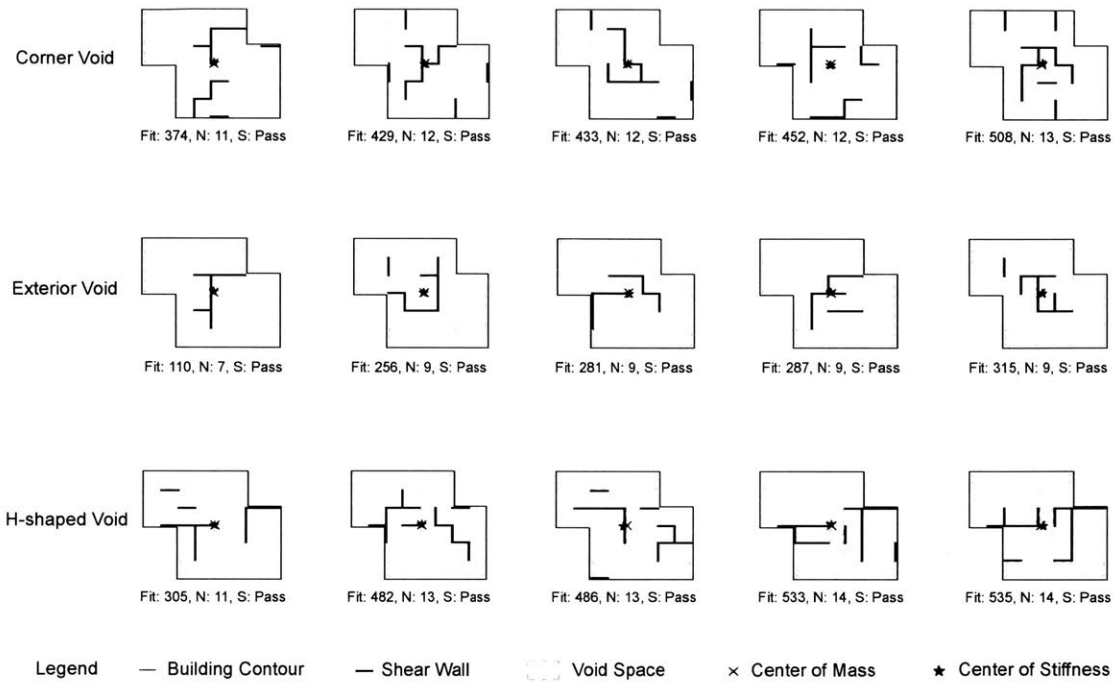 Corner Void
Fit: 374, N: 11, S: Pass
Fit: 429, N: 12, S: Pass
Fit: 433, N: 12, S: Pass
Fit: 452, N: 12, S: Pass
Fit: 508, N: 13, S: Pass
Exterior Void
Fit: 110, N: 7, S: Pass
Fit: 256, N: 9, S: Pass
Fit: 281, N: 9, S: Pass
Fit: 287, N: 9, S: Pass
Fit: 315, N: 9, S: Pass
H-shaped Void
Fit: 305, N: 11, S: Pass
Fit: 482, N: 13, S: Pass
Fit: 486, N: 13, S: Pass
Fit: 533, N: 14, S: Pass
Fit: 535, N: 14, S: Pass
Legend Building Contour Shear Wall Void Space Center of Mass Center of Stiffness